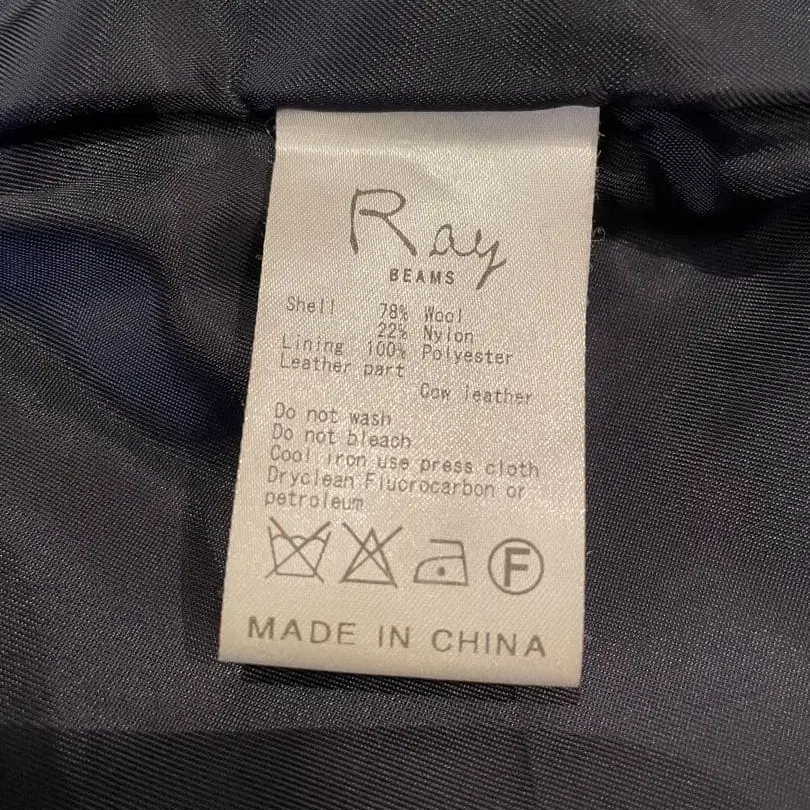 Ray
BEAMS
Shell 78% Wool
22% Nylon
Lining 100% Polyester
Leather part
Cow leather
Do not wash
Do not bleach
Cool iron use press cloth
Dryclean Fluorocarbon or
petroleum
F
MADE IN CHINA